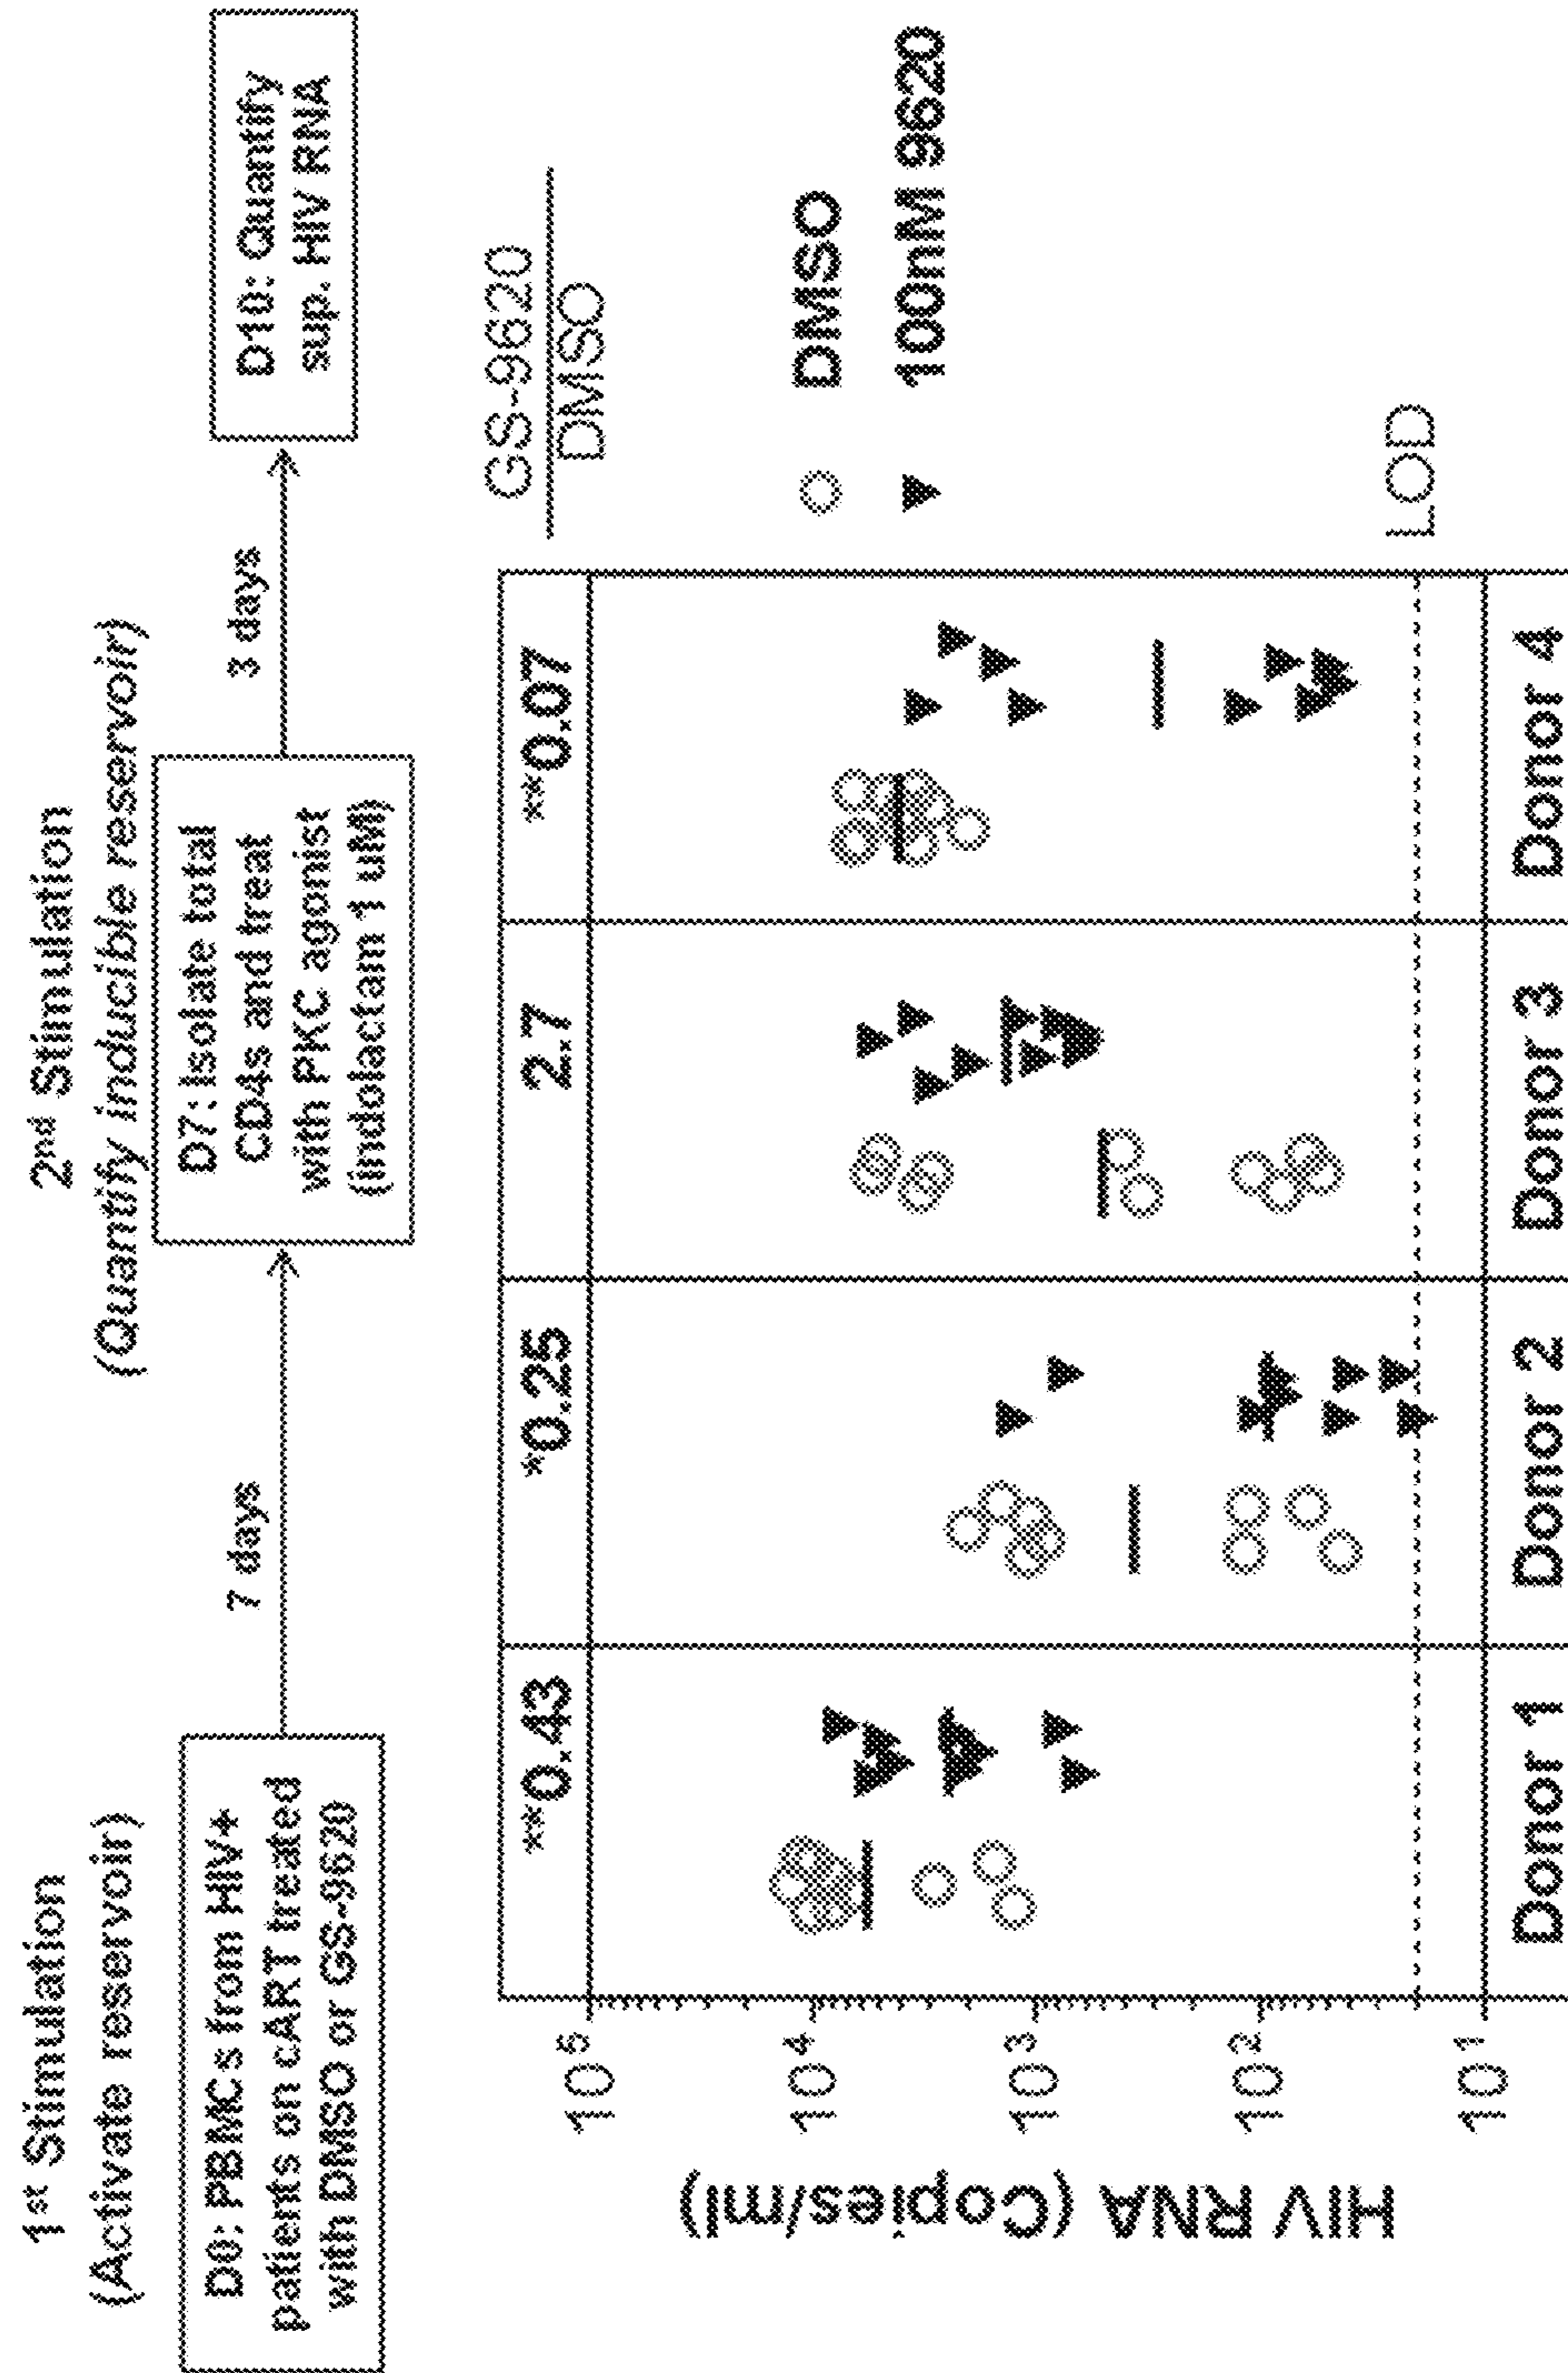 1st Stimulation
(Activate reservoir)
2nd Stimulation
(Quantify inducible reservoir)
D0: PBMCs from HIV+
patients on cART treated
with DMSO or GS-9620
7 days
D7: Isolate total
CD4s and treat
with PKC agonist
(indolactam 1 uM)
3 days
D10: Quantify
sup. HIV RNA
**0.43
*0.25
2.7
**0.07
GS-9620
DMSO
HIV RNA (Copies/ml)
10^5
10^4
10^3
10^2
10^1
DMSO
100nM 9620
LOD
Donor 1
Donor 2
Donor 3
Donor 4